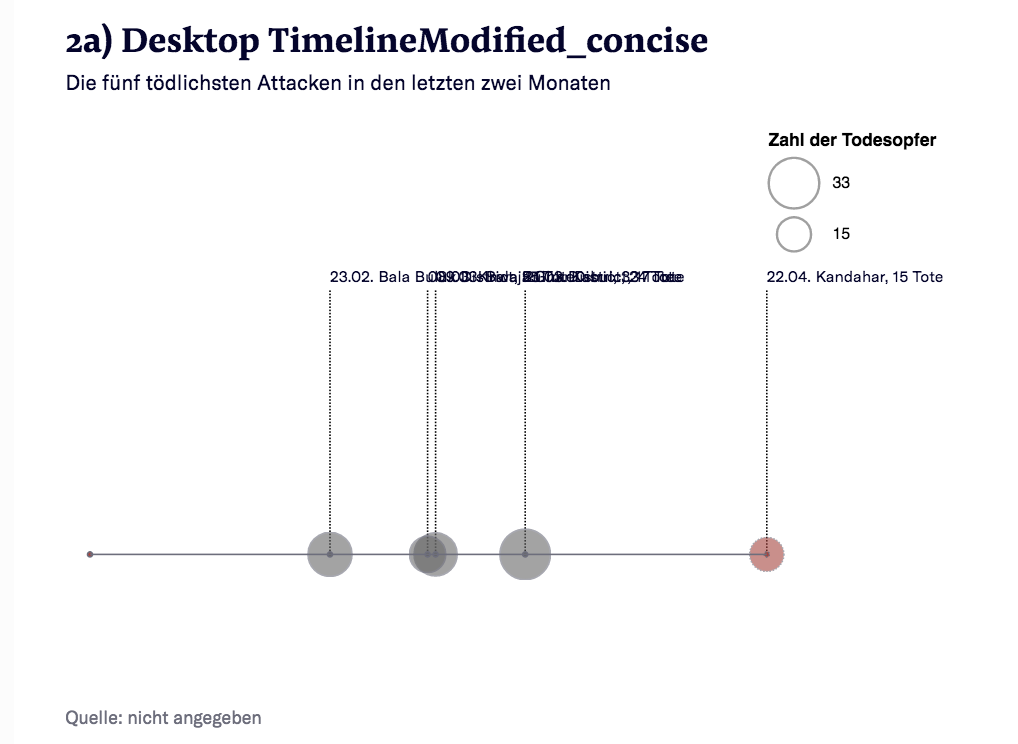 2a) Desktop TimelineModified_concise
Die fünf tödlichsten Attacken in den letzten zwei Monaten
Zahl der Todesopfer
33
15
23.02. Bala
22.04. Kandahar, 15 Tote
Quelle: nicht angegeben